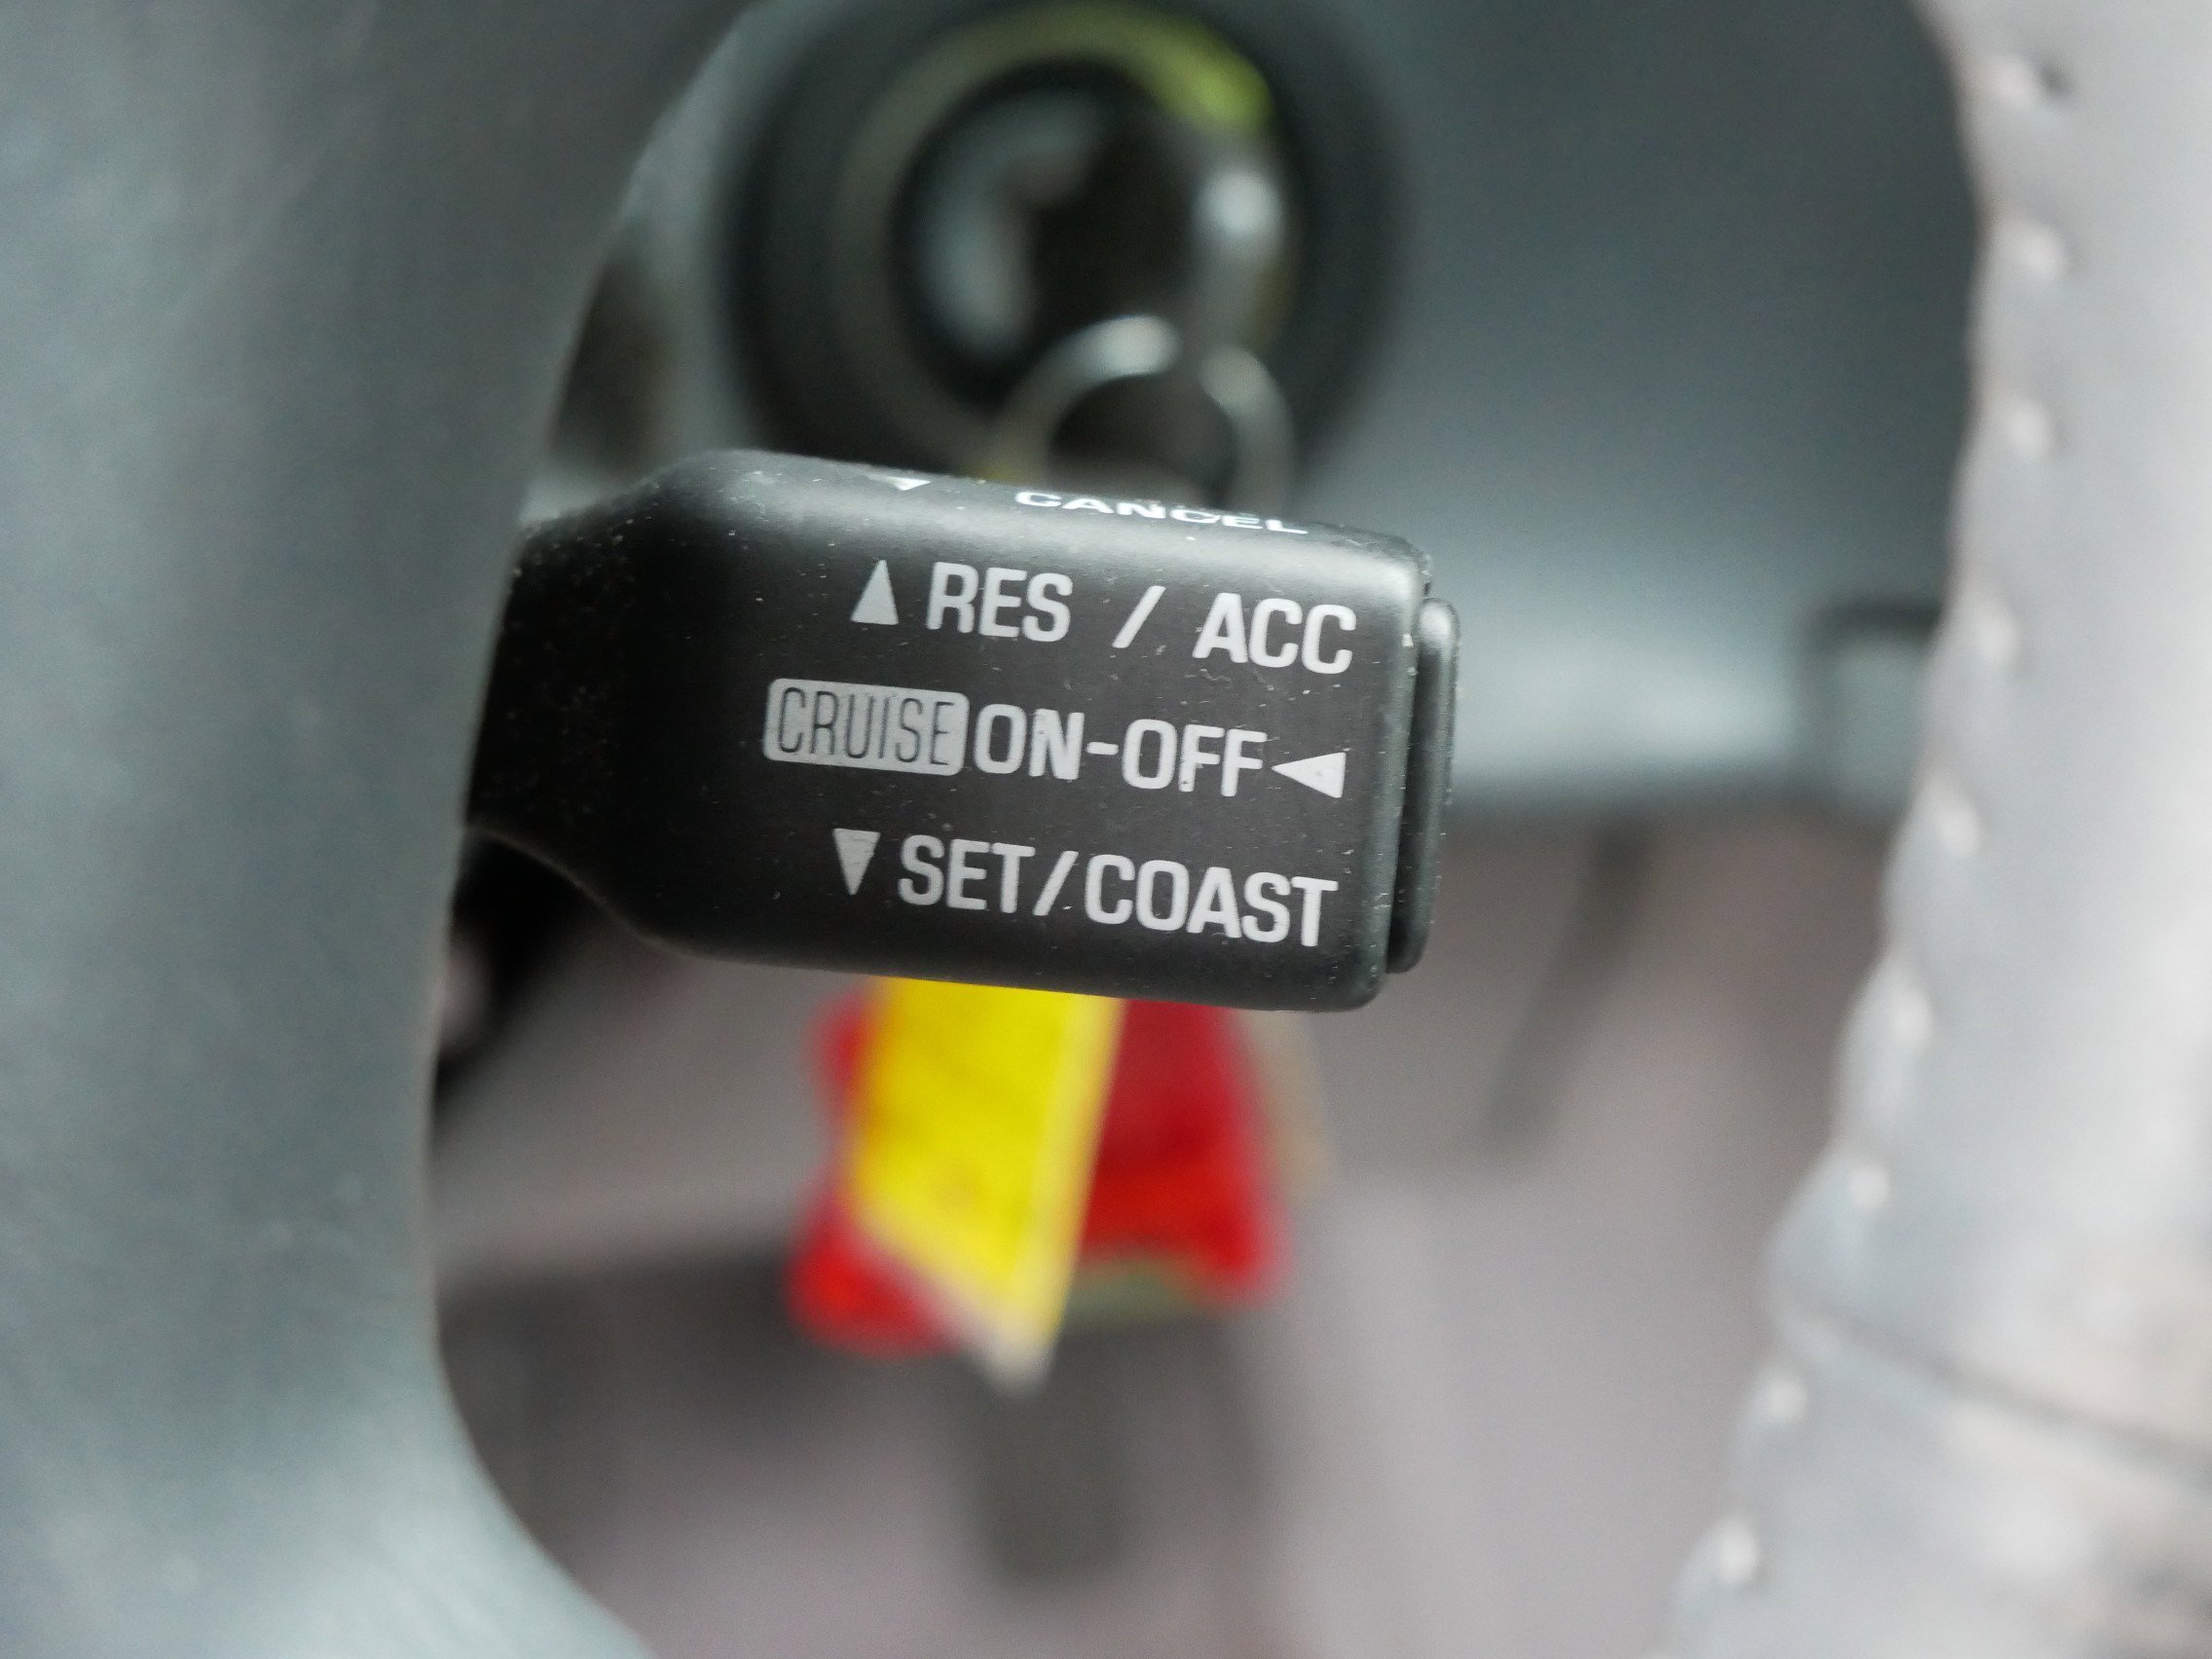 CANCEL
RES / ACC
CRUISE ON-OFF
SET/COAST